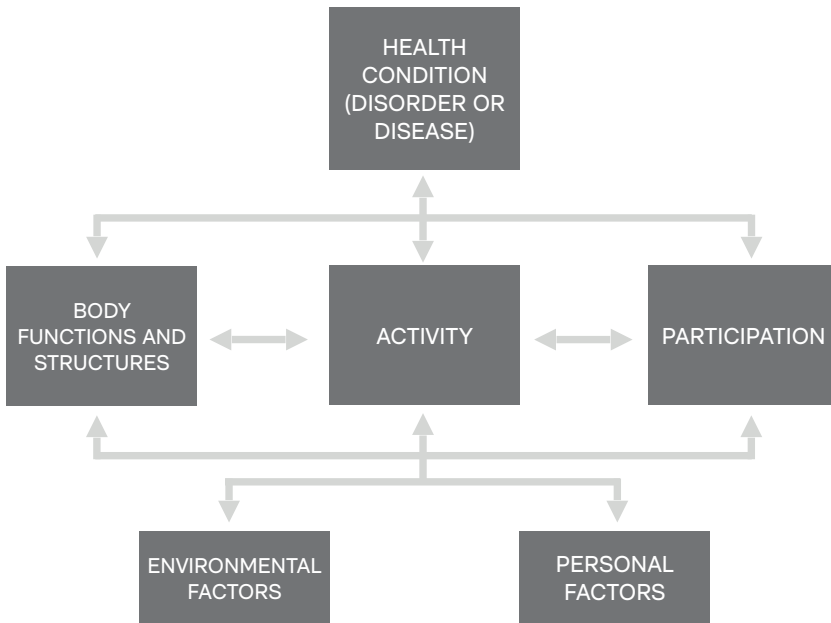 HEALTH
CONDITION
(DISORDER OR
DISEASE)
BODY
FUNCTIONS AND
STRUCTURES
ACTIVITY
PARTICIPATION
ENVIRONMENTAL
FACTORS
PERSONAL
FACTORS